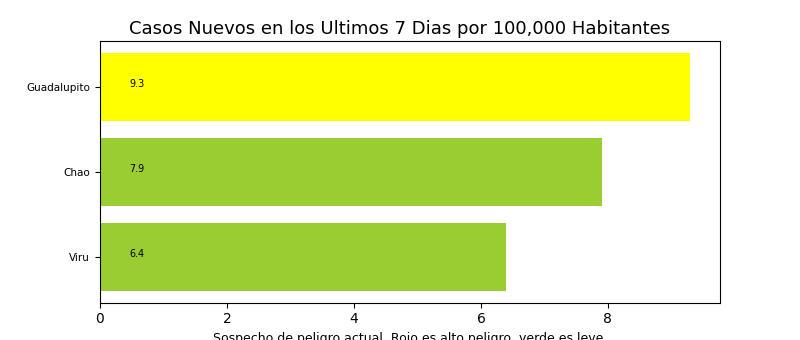 Casos Nuevos en los Ultimos 7 Dias por 100,000 Habitantes
Guadalupito
9.3
Chao
7.9
Viru
6.4
0 2 4 6 8
Sospecho de peligro actual. Rojo es alto peligro, verde es leve